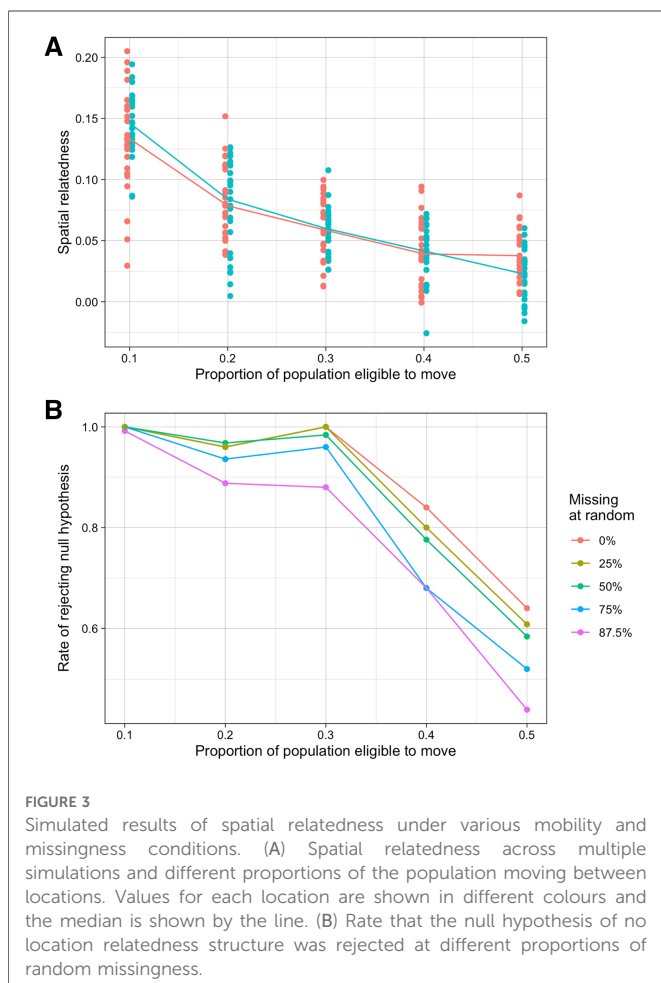 A
0.20
0.15
0.10
0.05
0.00
Spatial relatedness
0.1 0.2 0.3 0.4 0.5
Proportion of population eligible to move
B
1.0
0.8
0.6
Rate of rejecting null hypothesis
0.1 0.2 0.3 0.4 0.5
Proportion of population eligible to move
Missing
at random
0%
25%
50%
75%
87.5%
FIGURE 3
Simulated results of spatial relatedness under various mobility and
missingness conditions. (A) Spatial relatedness across multiple
simulations and different proportions of the population moving between
locations. Values for each location are shown in different colours and
the median is shown by the line. (B) Rate that the null hypothesis of no
location relatedness structure was rejected at different proportions of
random missingness.